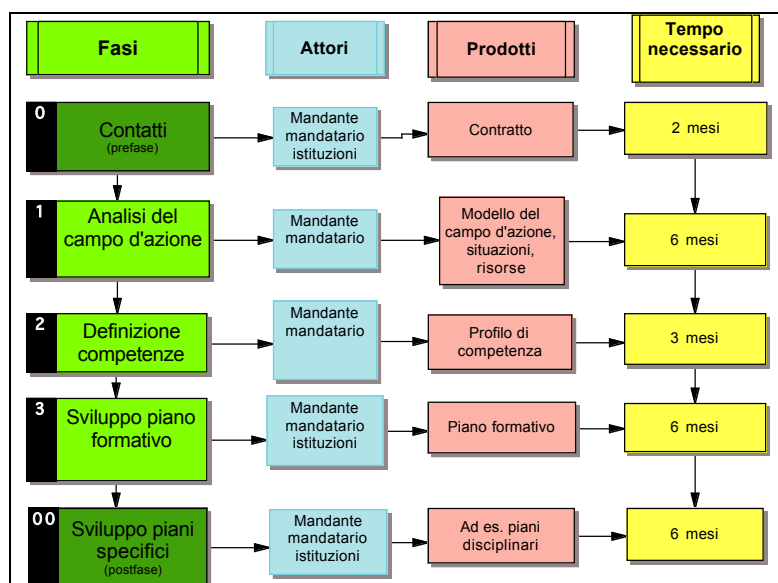 Fasi
Attori
Prodotti
Tempo
necessario
0
Contatti
(prefase)
Mandante
mandatario
istituzioni
Contratto
2 mesi
1
Analisi del
campo d'azione
Mandante
mandatario
Modello del
campo d'azione,
situazioni,
risorse
6 mesi
2
Definizione
competenze
Mandante
mandatario
Profilo di
competenza
3 mesi
3
Sviluppo piano
formativo
Mandante
mandatario
istituzioni
Piano formativo
6 mesi
00
Sviluppo piani
specifici
(postfase)
Mandante
mandatario
istituzioni
Ad es. piani
disciplinari
6 mesi